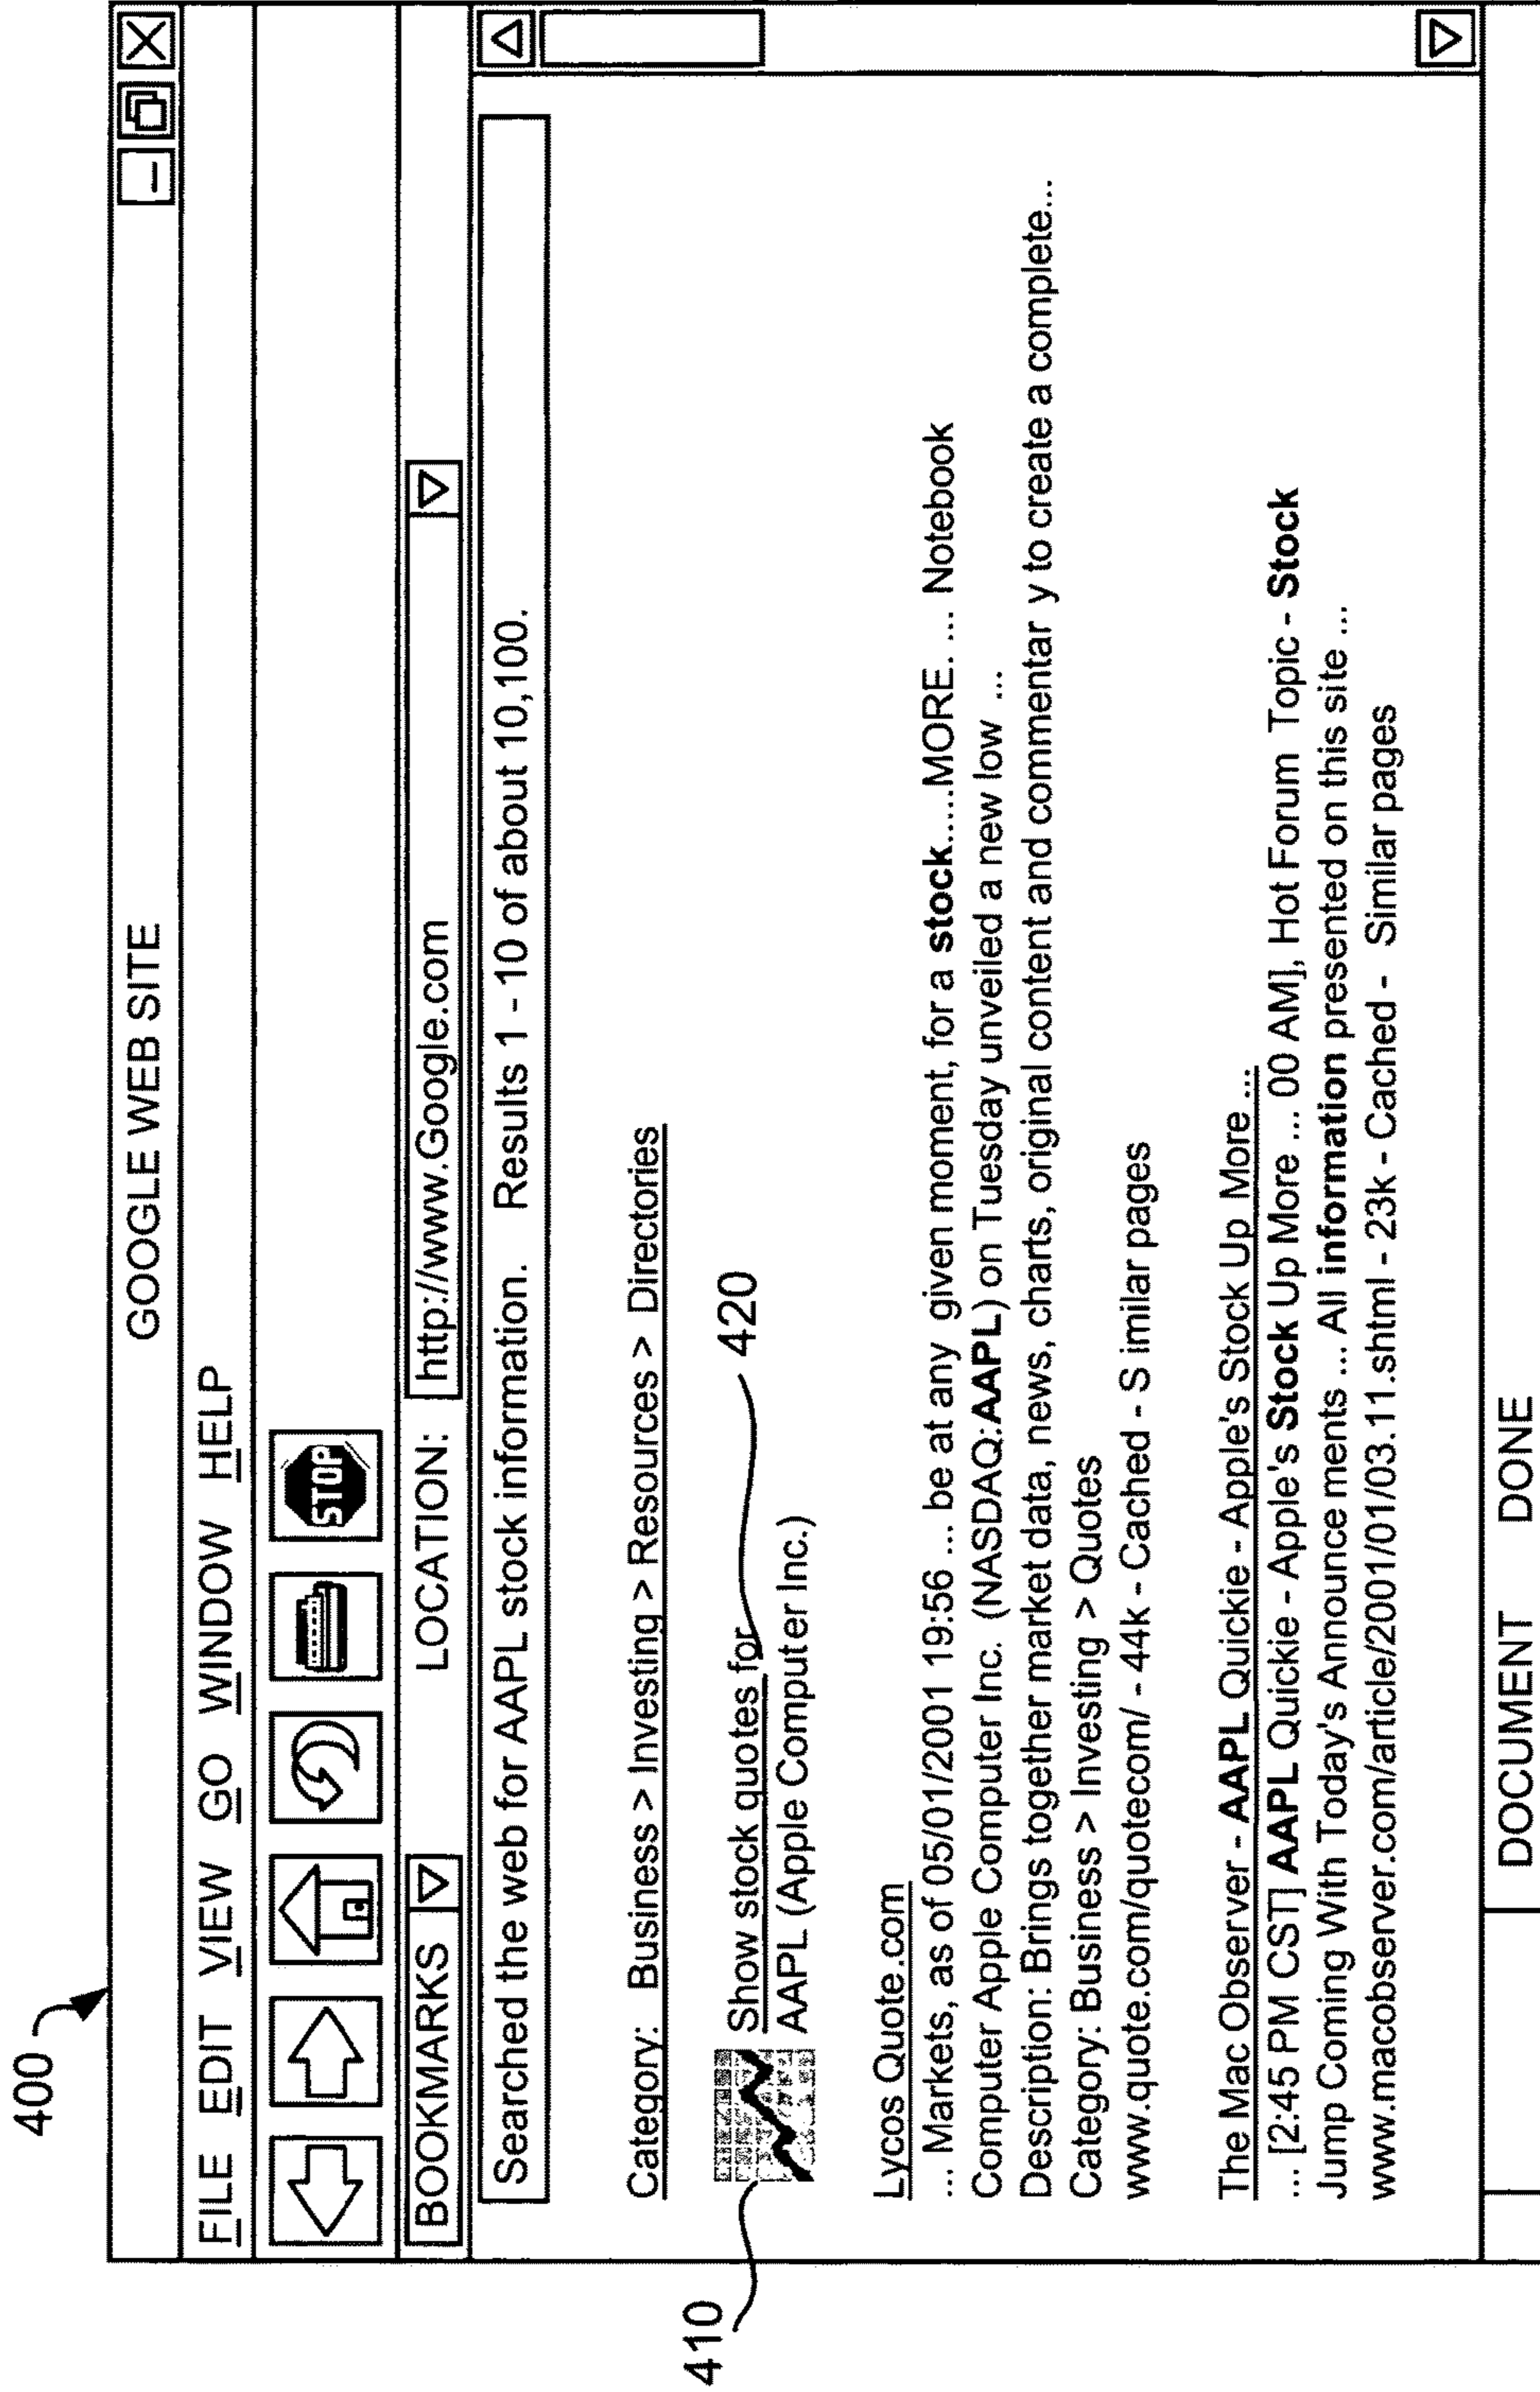 400
GOOGLE WEB SITE
FILE EDIT VIEW GO WINDOW HELP
STOP
BOOKMARKS LOCATION: http://www.Google.com
Searched the web for AAPL stock information. Results 1 - 10 of about 10,100.
Category: Business > Investing > Resources > Directories
410
420
Show stock quotes for
AAPL (Apple Computer Inc.)
Lycos Quote.com
... Markets, as of 05/01/2001 19:56 ... be at any given moment, for a stock.....MORE. ... Notebook
Computer Apple Computer Inc. (NASDAQ:AAPL) on Tuesday unveiled a new low ...
Description: Brings together market data, news, charts, original content and commentar y to create a complete...
Category: Business > Investing > Quotes
www.quote.com/quotecom/ - 44k - Cached - S imilar pages
The Mac Observer - AAPL Quickie - Apple's Stock Up More ...
... [2:45 PM CST] AAPL Quickie - Apple's Stock Up More ... 00 AM], Hot Forum Topic - Stock
Jump Coming With Today's Announce ments ... All information presented on this site ...
www.macobserver.com/article/2001/01/03.11.shtml - 23k - Cached - Similar pages
DOCUMENT DONE